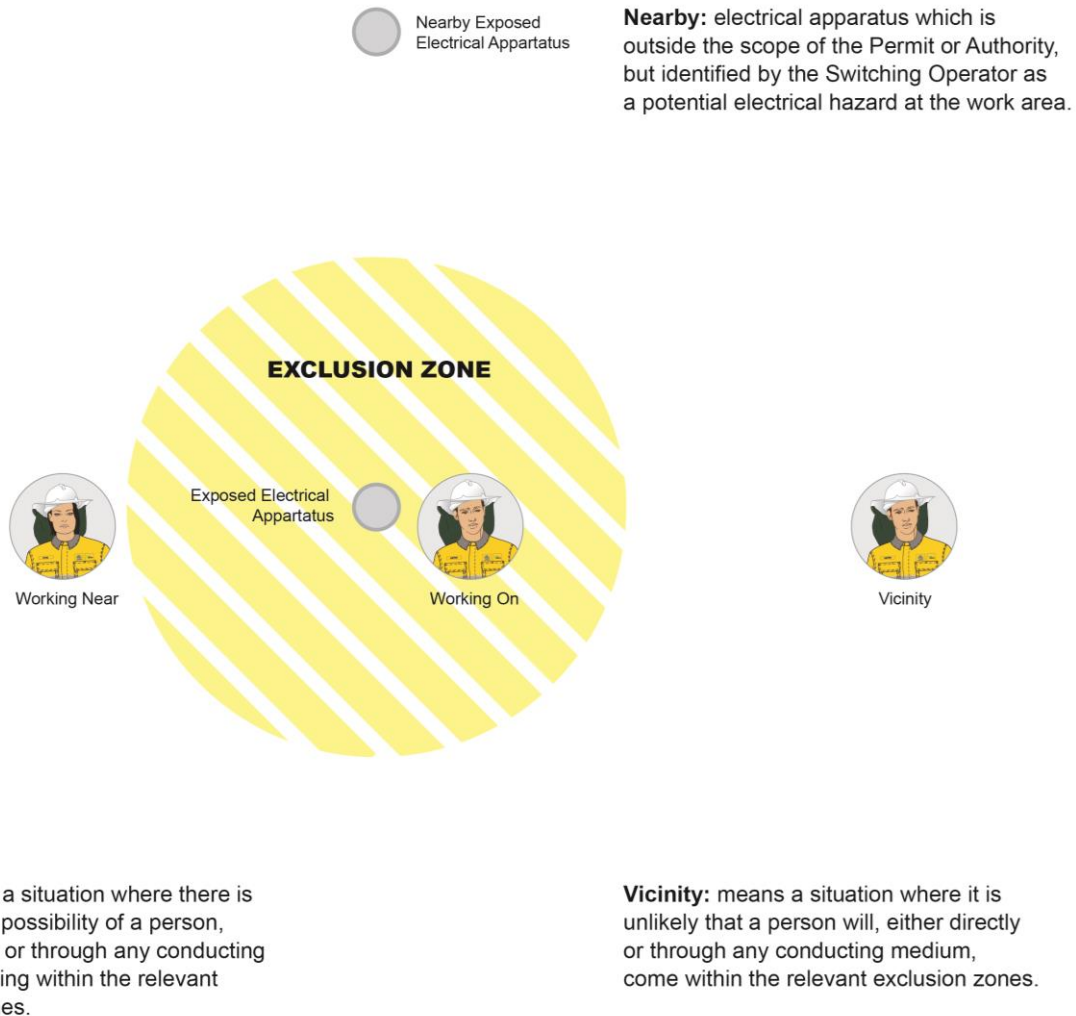 Nearby Exposed
Electrical Appartatus
Nearby: electrical apparatus which is
outside the scope of the Permit or Authority,
but identified by the Switching Operator as
a potential electrical hazard at the work area.
EXCLUSION ZONE
Exposed Electrical
Appartatus
Working Near
Working On
Vicinity
a situation where there is
possibility of a person,
or through any conducting
ing within the relevant
es.
Vicinity: means a situation where it is
unlikely that a person will, either directly
or through any conducting medium,
come within the relevant exclusion zones.